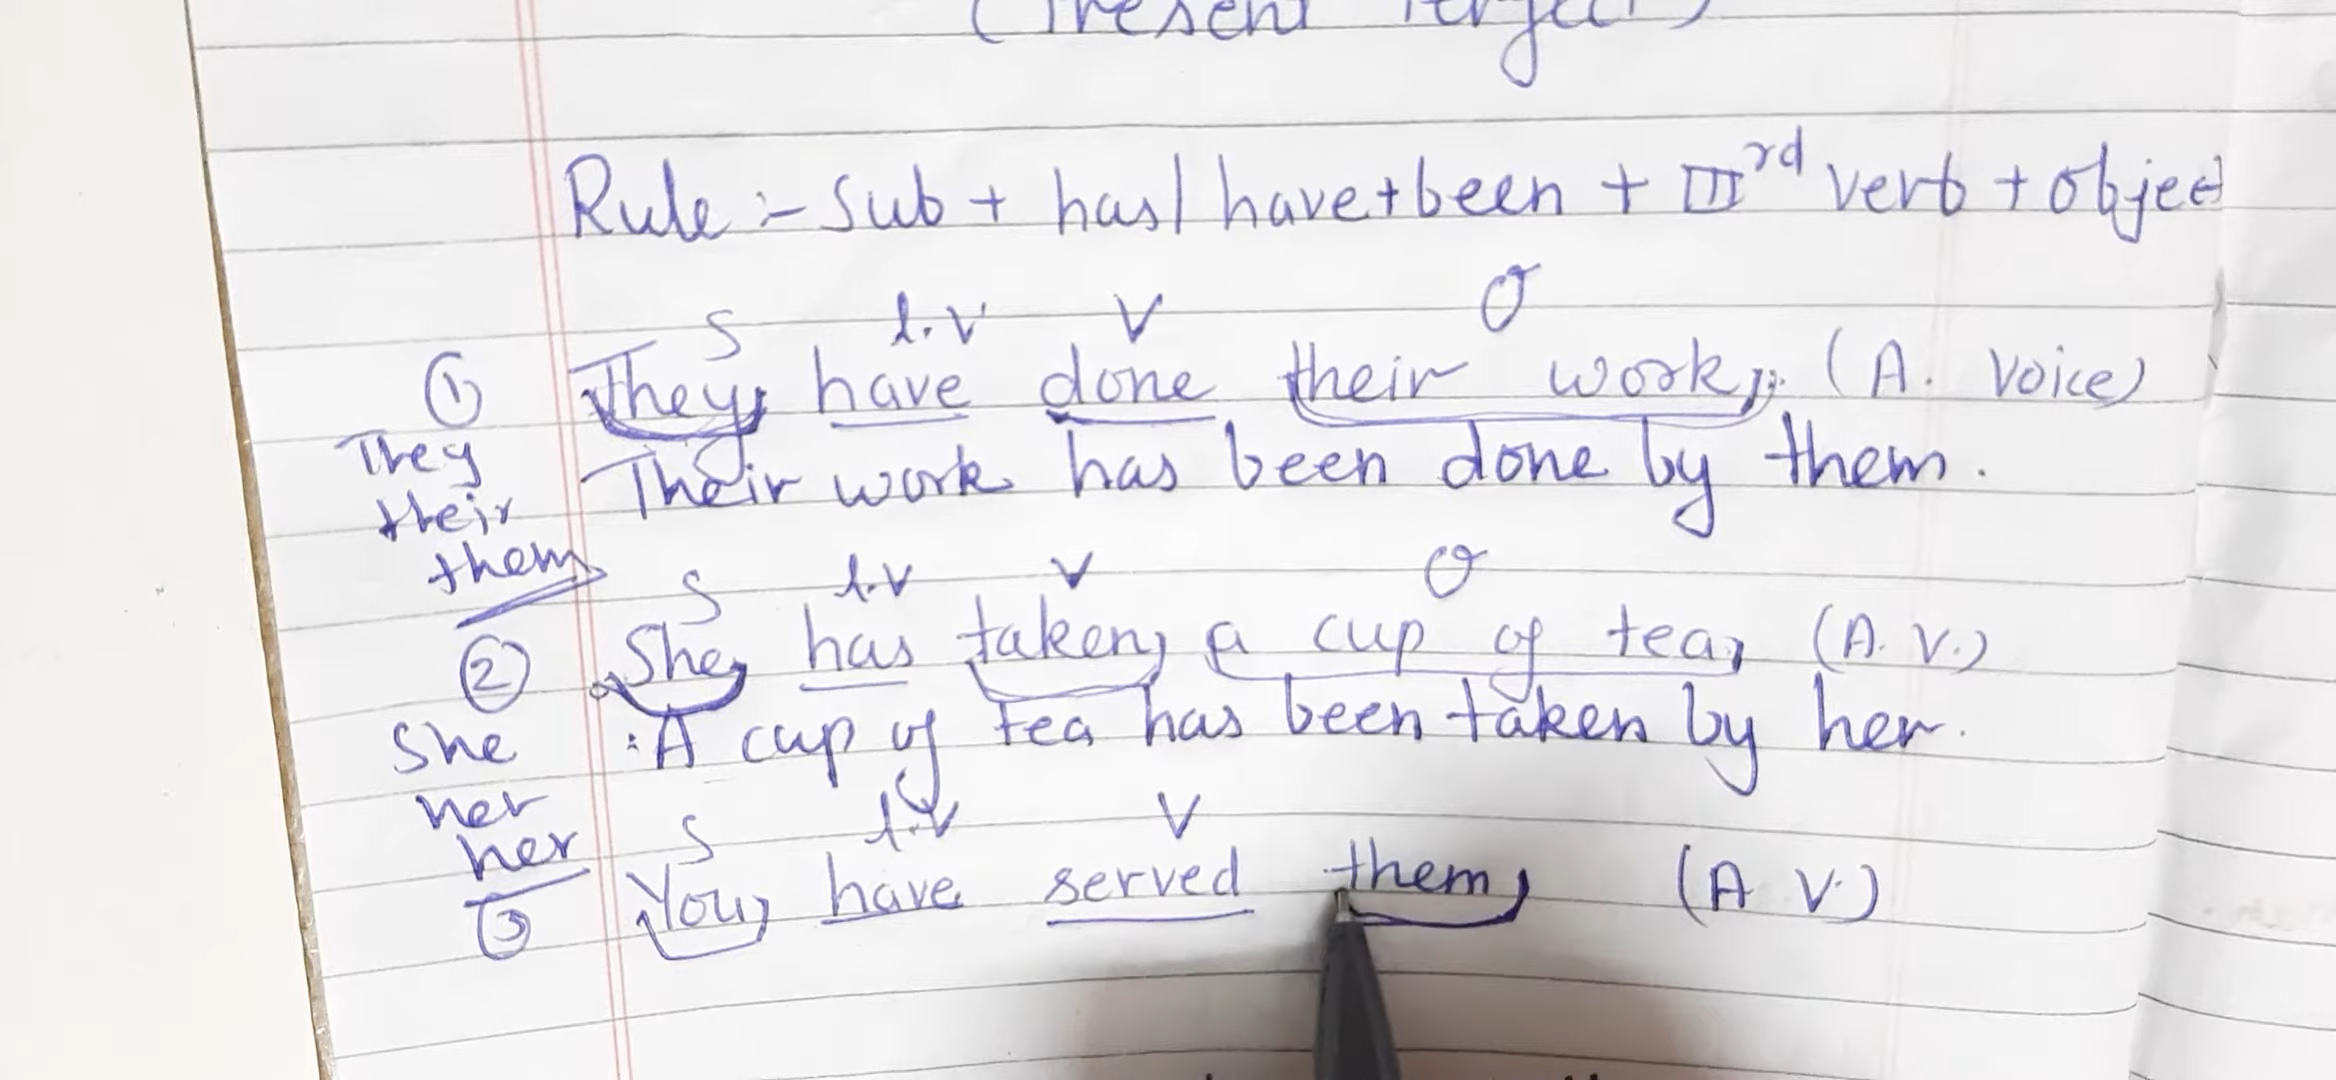 (Present Perfect)
Rule :- Sub + has/have+been + IIIrd verb + object
S h.v V O
① They have done their work. (A. Voice)
They Their work has been done by them.
their
them
S h.v V O
② She has taken a cup of tea, (A. V.)
She :A cup of tea has been taken by her.
her
her
S h.v V
③ You have served them (A V.)